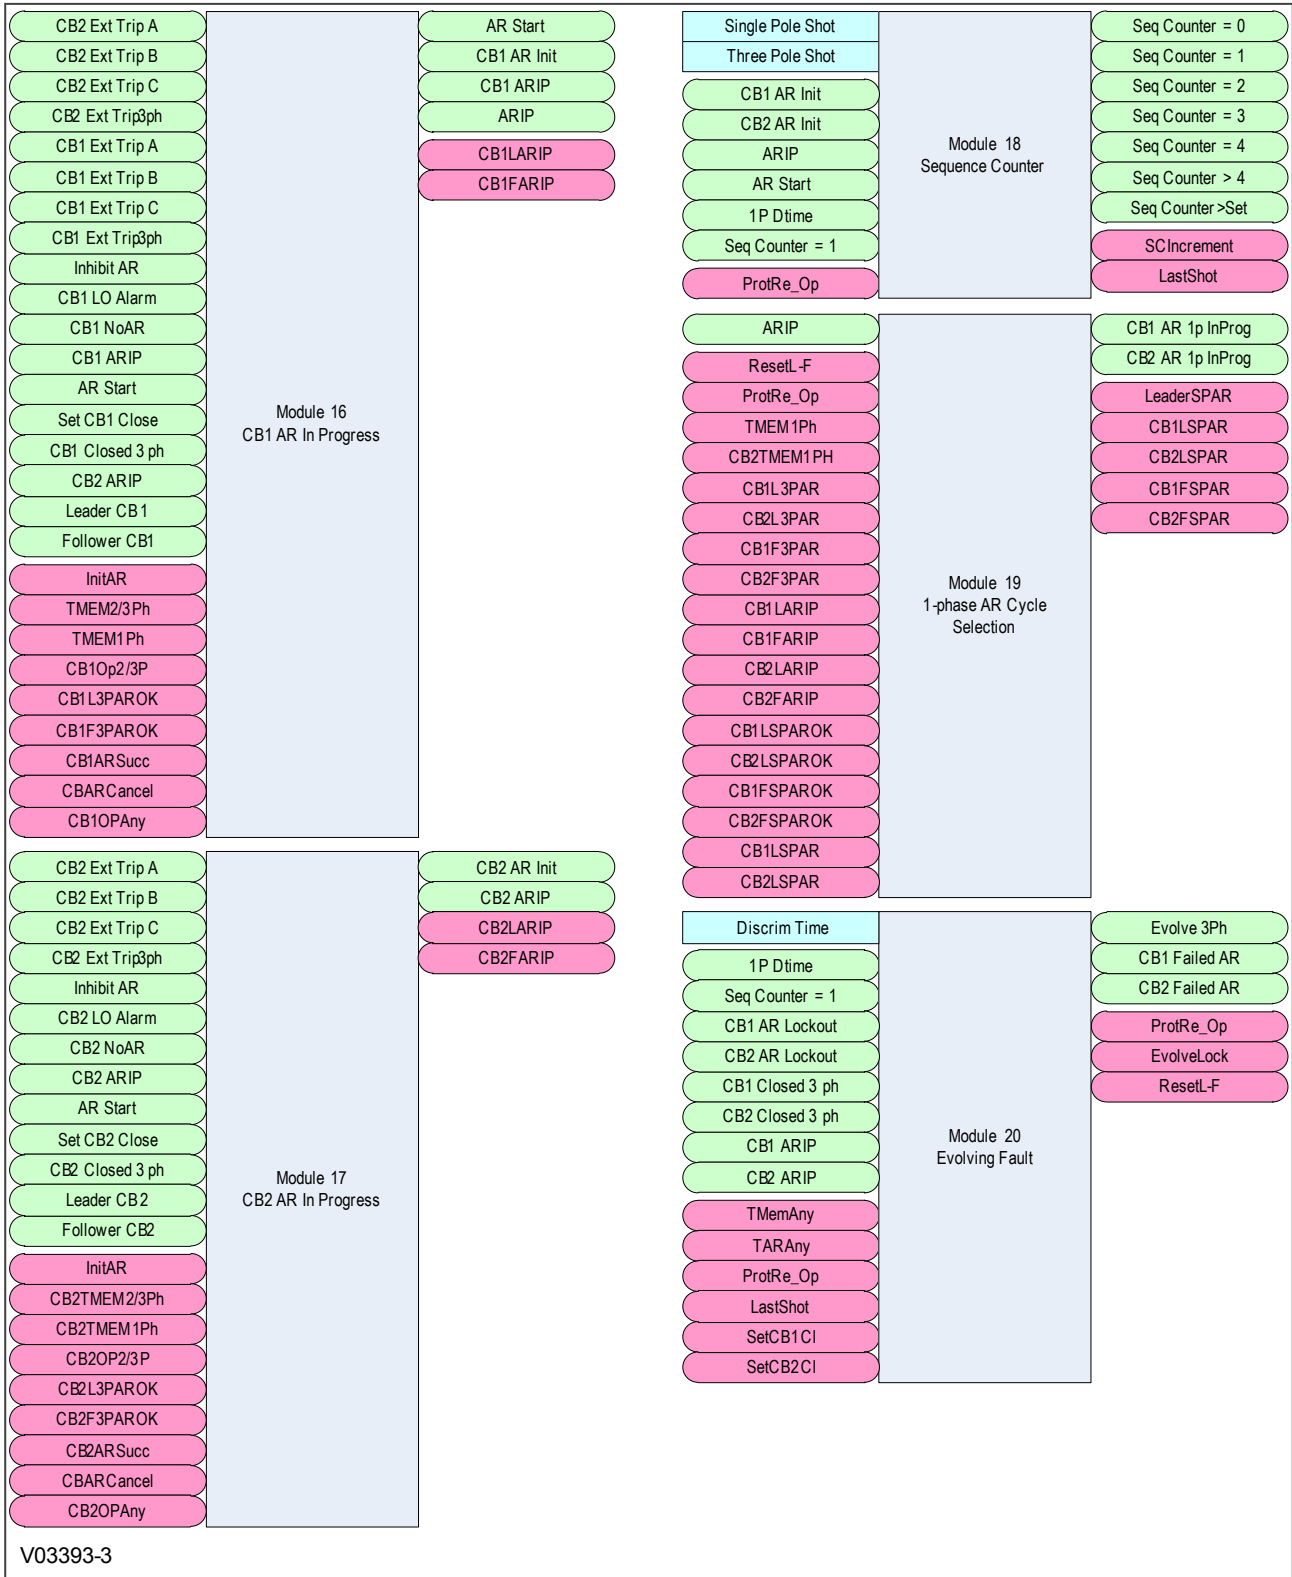 CB2 Ext Trip A
CB2 Ext Trip B
CB2 Ext Trip C
CB2 Ext Trip3ph
CB1 Ext Trip A
CB1 Ext Trip B
CB1 Ext Trip C
CB1 Ext Trip3ph
Inhibit AR
CB1 LO Alarm
CB1 NoAR
CB1 ARIP
AR Start
Set CB1 Close
CB1 Closed 3 ph
CB2 ARIP
Leader CB1
Follower CB1
InitAR
TMEM2/3Ph
TMEM1Ph
CB1Op2/3P
CB1L3PAROK
CB1F3PAROK
CB1ARSucc
CBARCancel
CB1OPAny
Module 16
CB1 AR In Progress
AR Start
CB1 AR Init
CB1 ARIP
ARIP
CB1LARIP
CB1FARIP
CB2 Ext Trip A
CB2 Ext Trip B
CB2 Ext Trip C
CB2 Ext Trip3ph
Inhibit AR
CB2 LO Alarm
CB2 NoAR
CB2 ARIP
AR Start
Set CB2 Close
CB2 Closed 3 ph
Leader CB2
Follower CB2
InitAR
CB2TMEM2/3Ph
CB2TMEM1Ph
CB2OP2/3P
CB2L3PAROK
CB2F3PAROK
CB2ARSucc
CBARCancel
CB2OPAny
Module 17
CB2 AR In Progress
CB2 AR Init
CB2 ARIP
CB2LARIP
CB2FARIP
Single Pole Shot
Three Pole Shot
CB1 AR Init
CB2 AR Init
ARIP
AR Start
1P Dtime
Seq Counter = 1
ProtRe_Op
Module 18
Sequence Counter
Seq Counter = 0
Seq Counter = 1
Seq Counter = 2
Seq Counter = 3
Seq Counter = 4
Seq Counter > 4
Seq Counter>Set
SCIncrement
LastShot
ARIP
ResetL-F
ProtRe_Op
TMEM1Ph
CB2TMEM1PH
CB1L3PAR
CB2L3PAR
CB1F3PAR
CB2F3PAR
CB1LARIP
CB1FARIP
CB2LARIP
CB2FARIP
CB1LSPAROK
CB2LSPAROK
CB1FSPAROK
CB2FSPAROK
CB1LSPAR
CB2LSPAR
Module 19
1-phase AR Cycle
Selection
CB1 AR 1p InProg
CB2 AR 1p InProg
LeaderSPAR
CB1LSPAR
CB2LSPAR
CB1FSPAR
CB2FSPAR
Discrim Time
1P Dtime
Seq Counter = 1
CB1 AR Lockout
CB2 AR Lockout
CB1 Closed 3 ph
CB2 Closed 3 ph
CB1 ARIP
CB2 ARIP
TMemAny
TARAny
ProtRe_Op
LastShot
SetCB1Cl
SetCB2Cl
Module 20
Evolving Fault
Evolve 3Ph
CB1 Failed AR
CB2 Failed AR
ProtRe_Op
EvolveLock
ResetL-F
V03393-3